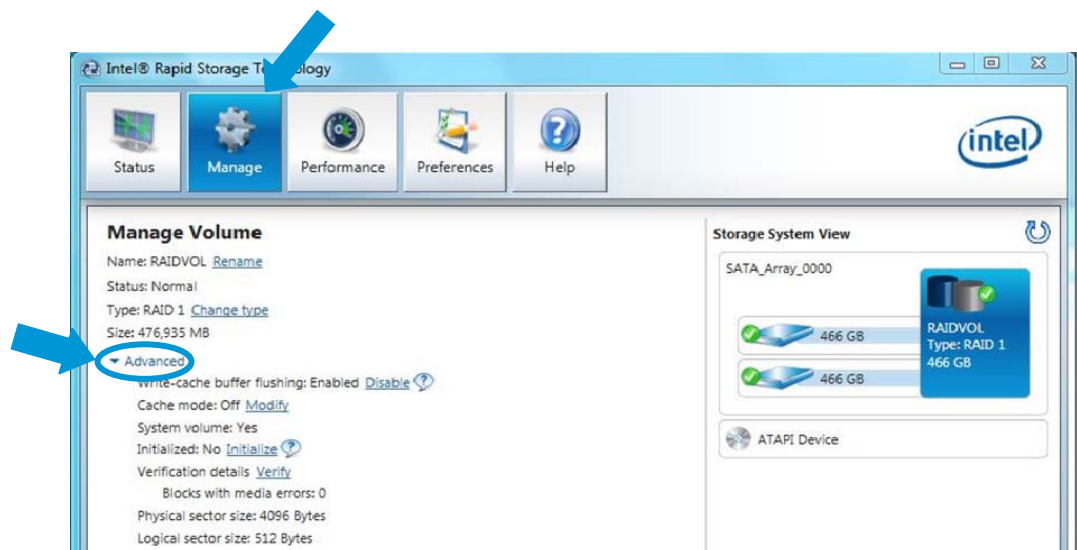 Intel® Rapid Storage Technology
Status
Manage
Performance
Preferences
Help
intel
Manage Volume
Name: RAIDVOL Rename
Status: Normal
Type: RAID 1 Change type
Size: 476,935 MB
Advanced
Write-cache buffer flushing: Enabled Disable ?
Cache mode: Off Modify
System volume: Yes
Initialized: No Initialize ?
Verification details Verify
Blocks with media errors: 0
Physical sector size: 4096 Bytes
Logical sector size: 512 Bytes
Storage System View
SATA_Array_0000
466 GB
466 GB
RAIDVOL
Type: RAID 1
466 GB
ATAPI Device